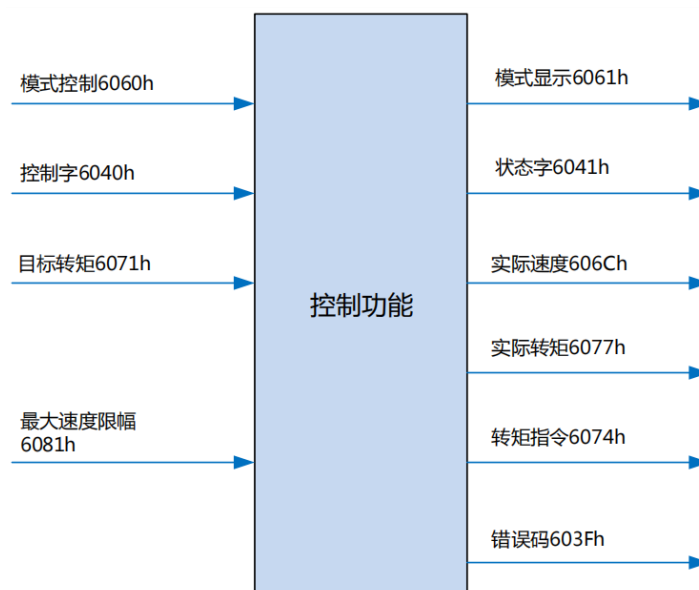 模式控制6060h
控制字6040h
目标转矩6071h
最大速度限幅
6081h
控制功能
模式显示6061h
状态字6041h
实际速度606Ch
实际转矩6077h
转矩指令6074h
错误码603Fh